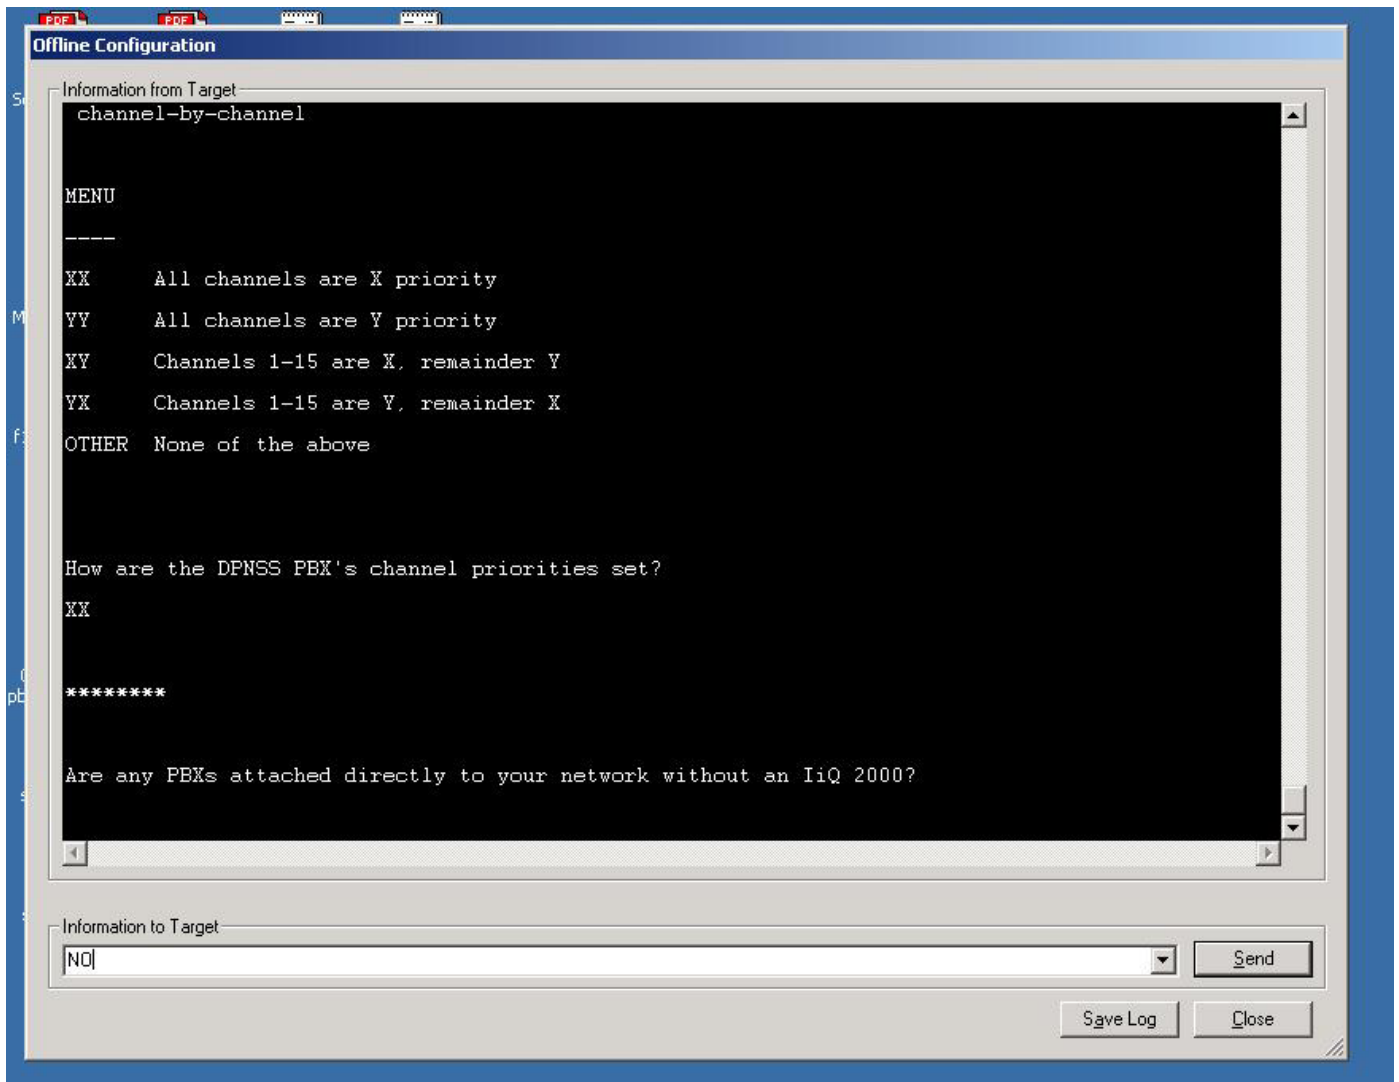 PDF PDF
Offline Configuration
Information from Target
channel-by-channel
MENU
----
XX All channels are X priority
YY All channels are Y priority
XY Channels 1-15 are X, remainder Y
YX Channels 1-15 are Y, remainder X
OTHER None of the above
How are the DPNSS PBX's channel priorities set?
XX
********
Are any PBXs attached directly to your network without an IiQ 2000?
Information to Target
NO
Send
Save Log Close